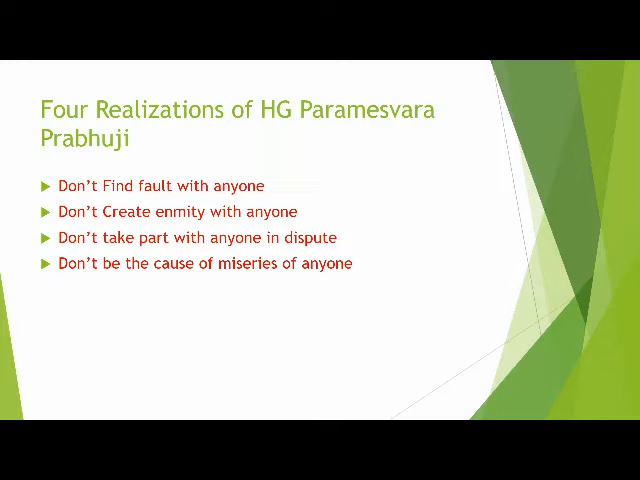 Four Realizations of HG Paramesvara
Prabhuji
Don't Find fault with anyone
Don't Create enmity with anyone
Don't take part with anyone in dispute
Don't be the cause of miseries of anyone